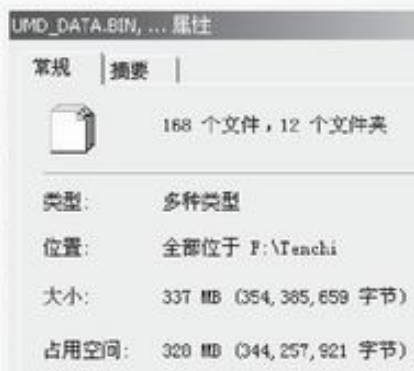 UMD_DATA.BIN, ... 属性
常规 摘要
168 个文件，12 个文件夹
类型: 多种类型
位置: 全部位于 F:\Tenchi
大小: 337 MB (354,385,659 字节)
占用空间: 328 MB (344,257,921 字节)